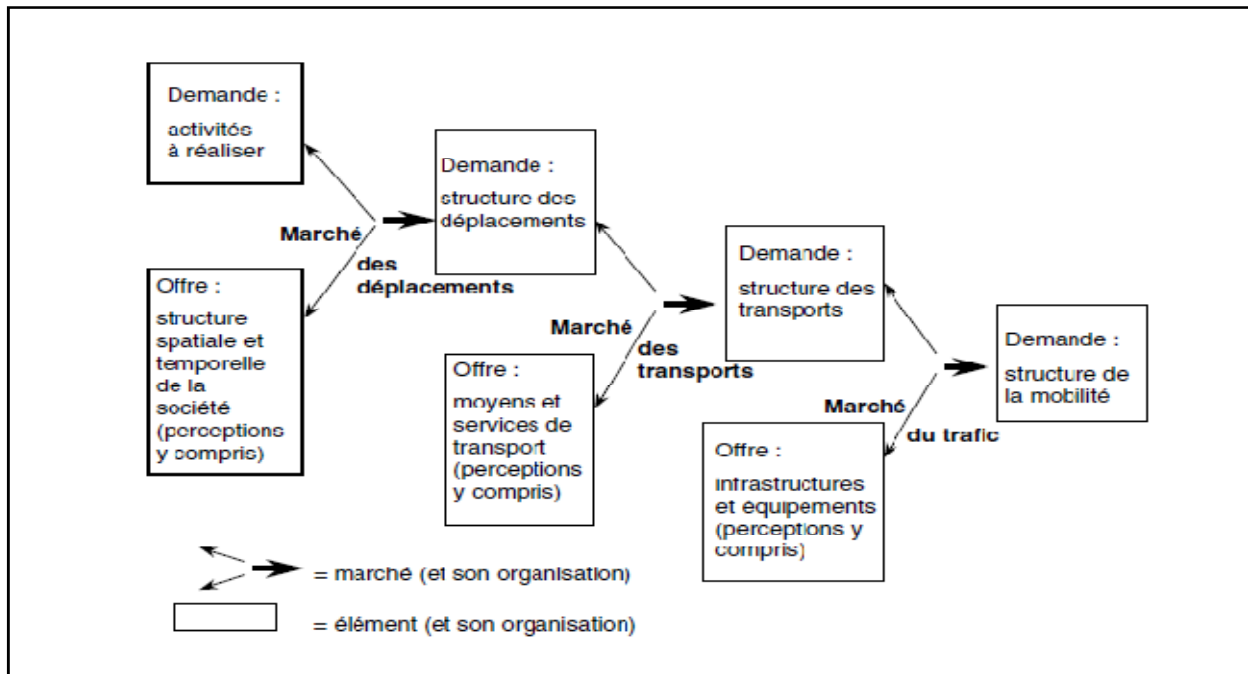 Demande :
activités
à réaliser
Offre :
structure
spatiale et
temporelle
de la
société
(perceptions
y compris)
Marché
des
déplacements
Demande :
structure des
déplacements
Offre :
moyens et
services de
transport
(perceptions
y compris)
Marché
des
transports
Demande :
structure des
transports
Offre :
infrastructures
et équipements
(perceptions y
compris)
Marché
du trafic
Demande :
structure de
la mobilité
= marché (et son organisation)
= élément (et son organisation)